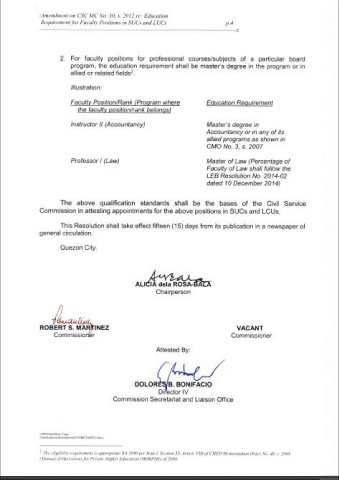 Amendment on CSC MC No. 10, s. 2012 re: Education
Requirement for Faculty Positions in SUCs and LUCs p.4
2. For faculty positions for professional courses/subjects of a particular board
program, the education requirement shall be master's degree in the program or in
allied or related fields².
Illustration:
Faculty Position/Rank (Program where Education Requirement
the faculty position/rank belongs)
Instructor II (Accountancy) Master's degree in
Accountancy or in any of its
allied programs as shown in
CMO No. 3, s. 2007
Professor I (Law) Master of Law (Percentage of
Faculty of Law shall follow the
LEB Resolution No. 2014-02
dated 10 December 2014)
The above qualification standards shall be the bases of the Civil Service
Commission in attesting appointments for the above positions in SUCs and LCUs.
This Resolution shall take effect fifteen (15) days from its publication in a newspaper of
general circulation.
Quezon City.
ALICIA dela ROSA-BALA
Chairperson
ROBERT S. MARTINEZ VACANT
Commissioner Commissioner
Attested By:
DOLORES B. BONIFACIO
Director IV
Commission Secretariat and Liaison Office
² The eligibility requirement is appropriate RA 1080 per Item 1, Section 35, Article VIII of CHED Memorandum Order No. 40, s. 2008
(Manual of Operations for Private Higher Education (MORPHE) of 2008